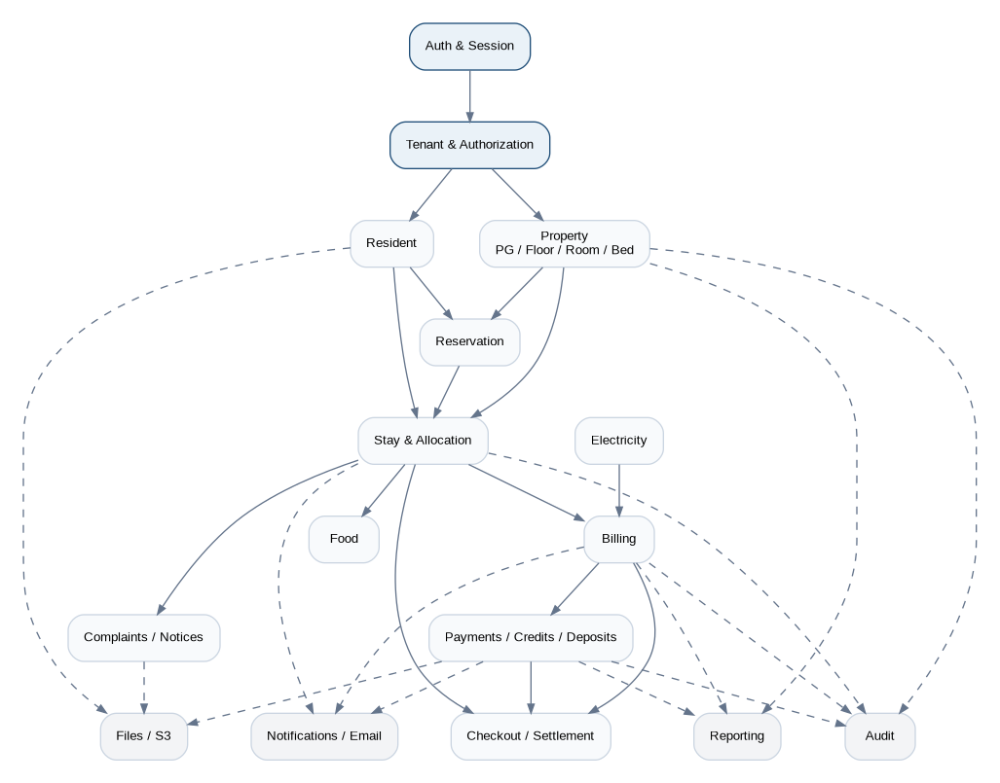 Auth & Session
Tenant & Authorization
Resident
Property
PG / Floor / Room / Bed
Reservation
Stay & Allocation
Electricity
Food
Billing
Complaints / Notices
Payments / Credits / Deposits
Files / S3
Notifications / Email
Checkout / Settlement
Reporting
Audit